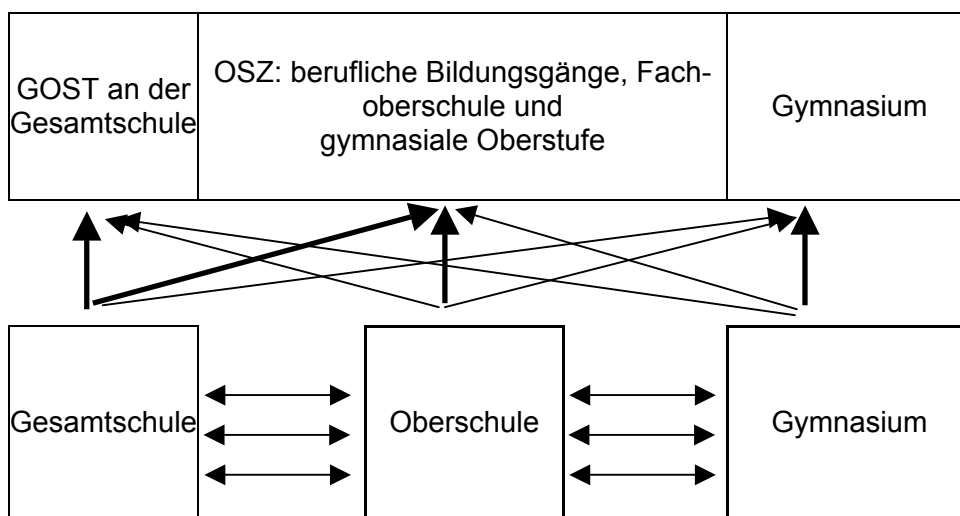 GOST an der
Gesamtschule
OSZ: berufliche Bildungsgänge, Fach-
oberschule und
gymnasiale Oberstufe
Gymnasium
Gesamtschule
Oberschule
Gymnasium